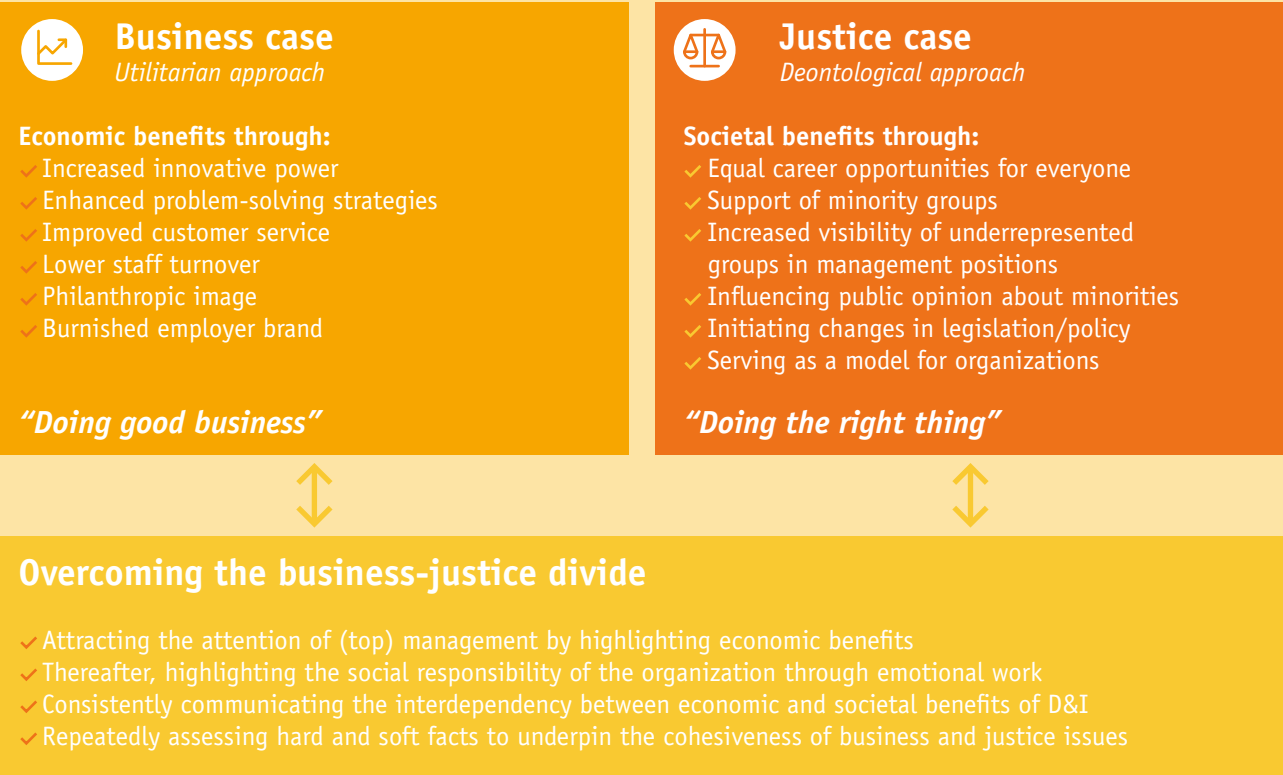 Business case
Utilitarian approach
Economic benefits through:
Increased innovative power
Enhanced problem-solving strategies
Improved customer service
Lower staff turnover
Philanthropic image
Burnished employer brand
“Doing good business”
Justice case
Deontological approach
Societal benefits through:
Equal career opportunities for everyone
Support of minority groups
Increased visibility of underrepresented
groups in management positions
Influencing public opinion about minorities
Initiating changes in legislation/policy
Serving as a model for organizations
“Doing the right thing”
Overcoming the business-justice divide
Attracting the attention of (top) management by highlighting economic benefits
Thereafter, highlighting the social responsibility of the organization through emotional work
Consistently communicating the interdependency between economic and societal benefits of D&I
Repeatedly assessing hard and soft facts to underpin the cohesiveness of business and justice issues